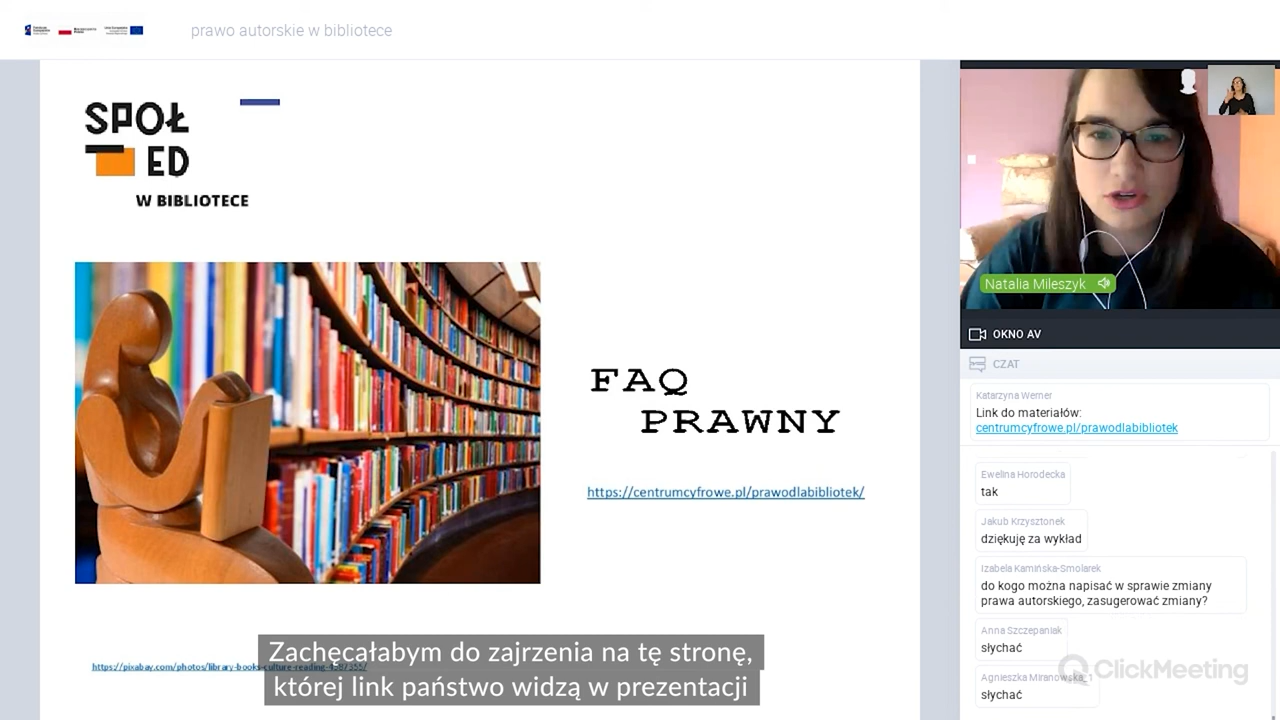 prawo autorskie w bibliotece
SPOŁ
ED
W BIBLIOTECE
FAQ
PRAWNY
https://centrumcyfrowe.pl/prawodlabibliotek/
Zachęcałabym do zajrzenia na tę stronę,
której link państwo widzą w prezentacji
Natalia Mileszyk
OKNO AV
CZAT
Katarzyna Werner
Link do materiałów:
centrumcyfrowe.pl/prawodlabibliotek
Ewelina Horodecka
tak
Jakub Krzysztonek
dziękuję za wykład
Izabela Kamińska-Smolarek
do kogo można napisać w sprawie zmiany
prawa autorskiego, zasugerować zmiany?
Anna Szczepaniak
słychać
ClickMeeting
Agnieszka Miranowska_1
słychać